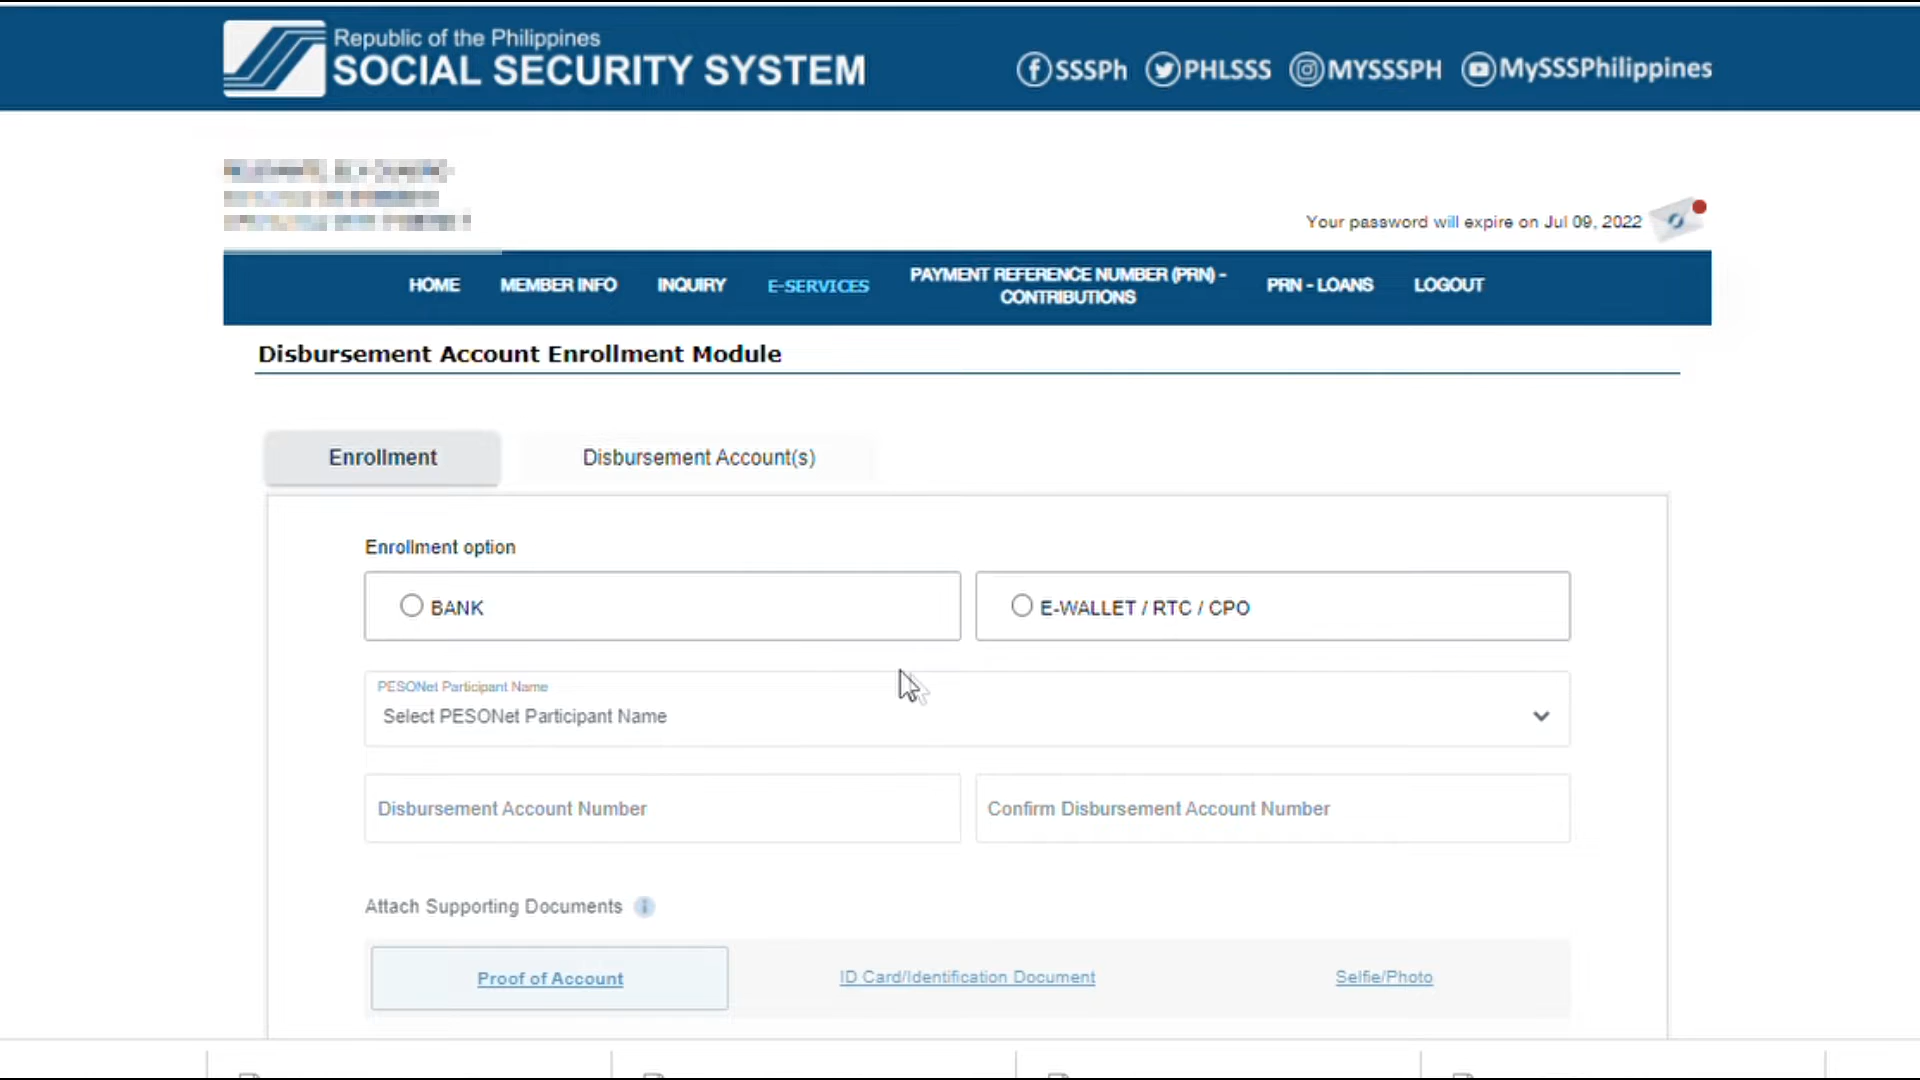 Republic of the Philippines
SOCIAL SECURITY SYSTEM
SSSPh PHLSSS MYSSSPH MySSSPhilippines
Your password will expire on Jul 09, 2022
HOME MEMBER INFO INQUIRY E-SERVICES PAYMENT REFERENCE NUMBER (PRN) - CONTRIBUTIONS PRN - LOANS LOGOUT
Disbursement Account Enrollment Module
Enrollment Disbursement Account(s)
Enrollment option
BANK E-WALLET / RTC / CPO
PESONet Participant Name
Select PESONet Participant Name
Disbursement Account Number Confirm Disbursement Account Number
Attach Supporting Documents
Proof of Account ID Card/Identification Document Selfie/Photo